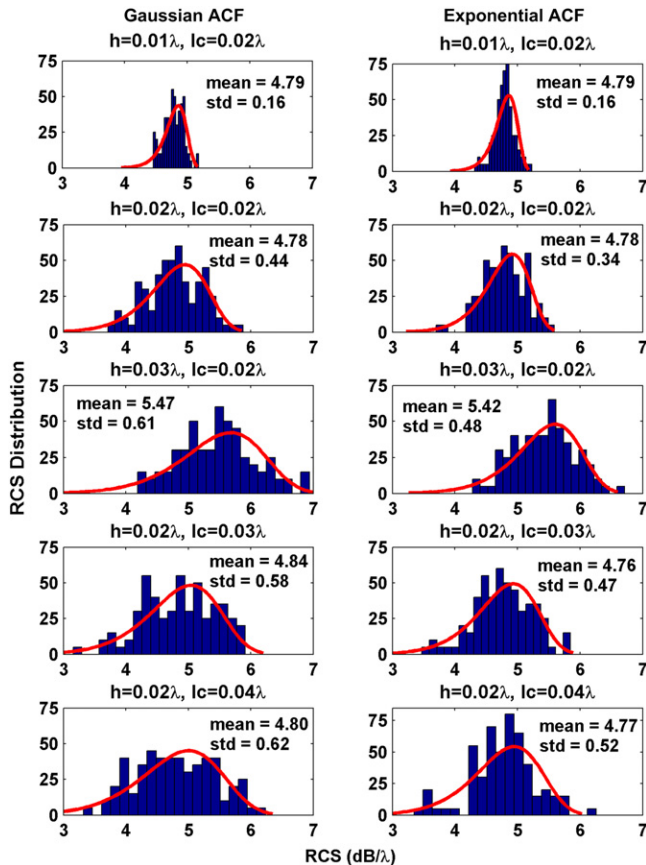 Gaussian ACF
Exponential ACF
h=0.01λ, lc=0.02λ
h=0.01λ, lc=0.02λ
75
50
25
0
mean = 4.79
std = 0.16
3 4 5 6 7
75
50
25
0
mean = 4.79
std = 0.16
3 4 5 6 7
h=0.02λ, lc=0.02λ
h=0.02λ, lc=0.02λ
75
50
25
0
mean = 4.78
std = 0.44
3 4 5 6 7
75
50
25
0
mean = 4.78
std = 0.34
3 4 5 6 7
h=0.03λ, lc=0.02λ
h=0.03λ, lc=0.02λ
75
50
25
0
mean = 5.47
std = 0.61
3 4 5 6 7
75
50
25
0
mean = 5.42
std = 0.48
3 4 5 6 7
RCS Distribution
h=0.02λ, lc=0.03λ
h=0.02λ, lc=0.03λ
75
50
25
0
mean = 4.84
std = 0.58
3 4 5 6 7
75
50
25
0
mean = 4.76
std = 0.47
3 4 5 6 7
h=0.02λ, lc=0.04λ
h=0.02λ, lc=0.04λ
75
50
25
0
mean = 4.80
std = 0.62
3 4 5 6 7
75
50
25
0
mean = 4.77
std = 0.52
3 4 5 6 7
RCS (dB/λ)